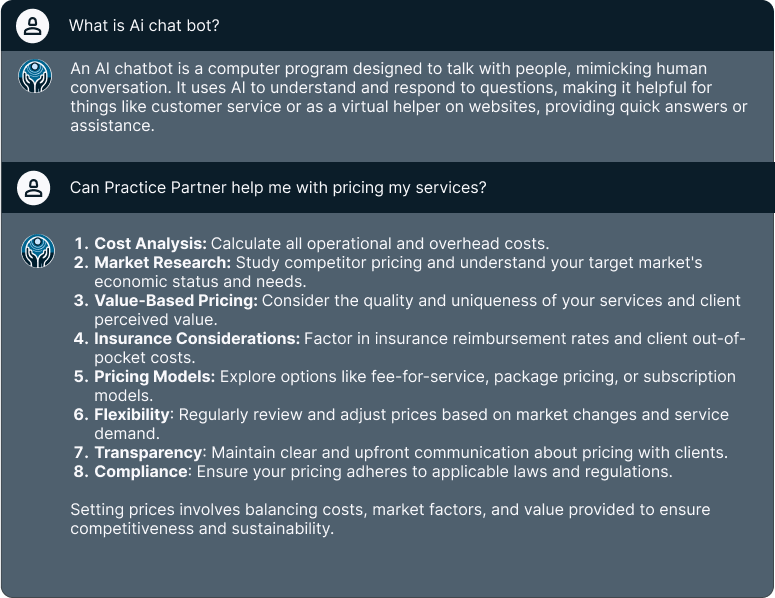 What is Ai chat bot?
An AI chatbot is a computer program designed to talk with people, mimicking human
conversation. It uses AI to understand and respond to questions, making it helpful for
things like customer service or as a virtual helper on websites, providing quick answers or
assistance.
Can Practice Partner help me with pricing my services?
1. Cost Analysis: Calculate all operational and overhead costs.
2. Market Research: Study competitor pricing and understand your target market's
economic status and needs.
3. Value-Based Pricing: Consider the quality and uniqueness of your services and client
perceived value.
4. Insurance Considerations: Factor in insurance reimbursement rates and client out-of-
pocket costs.
5. Pricing Models: Explore options like fee-for-service, package pricing, or subscription
models.
6. Flexibility: Regularly review and adjust prices based on market changes and service
demand.
7. Transparency: Maintain clear and upfront communication about pricing with clients.
8. Compliance: Ensure your pricing adheres to applicable laws and regulations.
Setting prices involves balancing costs, market factors, and value provided to ensure
competitiveness and sustainability.